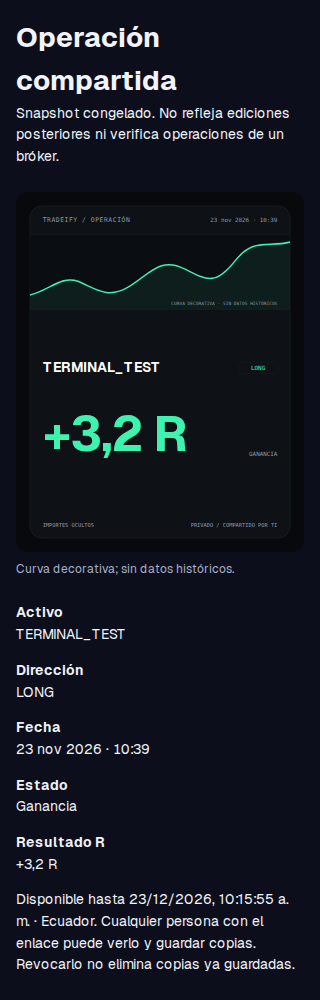 Operación
compartida
Snapshot congelado. No refleja ediciones
posteriores ni verifica operaciones de un
bróker.
TRADEIFY / OPERACIÓN
23 nov 2026 · 10:39
CURVA DECORATIVA · SIN DATOS HISTÓRICOS
TERMINAL_TEST
LONG
+3,2 R
GANANCIA
IMPORTES OCULTOS
PRIVADO / COMPARTIDO POR TI
Curva decorativa; sin datos históricos.
Activo
TERMINAL_TEST
Dirección
LONG
Fecha
23 nov 2026 · 10:39
Estado
Ganancia
Resultado R
+3,2 R
Disponible hasta 23/12/2026, 10:15:55 a.
m. · Ecuador. Cualquier persona con el
enlace puede verlo y guardar copias.
Revocarlo no elimina copias ya guardadas.